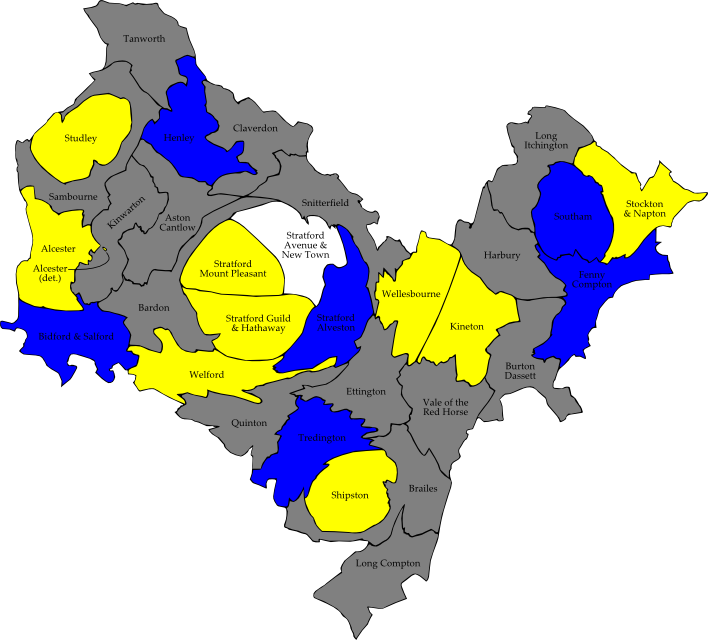 Tanworth
Henley
Claverdon
Studley
Long
Itchington
Sambourne
Kinwarton
Aston
Cantlow
Snitterfield
Stockton
& Napton
Southam
Stratford
Avenue &
New Town
Alcester
Alcester
(det.)
Stratford
Mount Pleasant
Harbury
Fenny
Compton
Wellesbourne
Bardon
Stratford Guild
& Hathaway
Stratford
Alveston
Kineton
Bidford & Salford
Welford
Burton
Dassett
Ettington
Vale of the
Red Horse
Quinton
Tredington
Shipston
Brailes
Long Compton